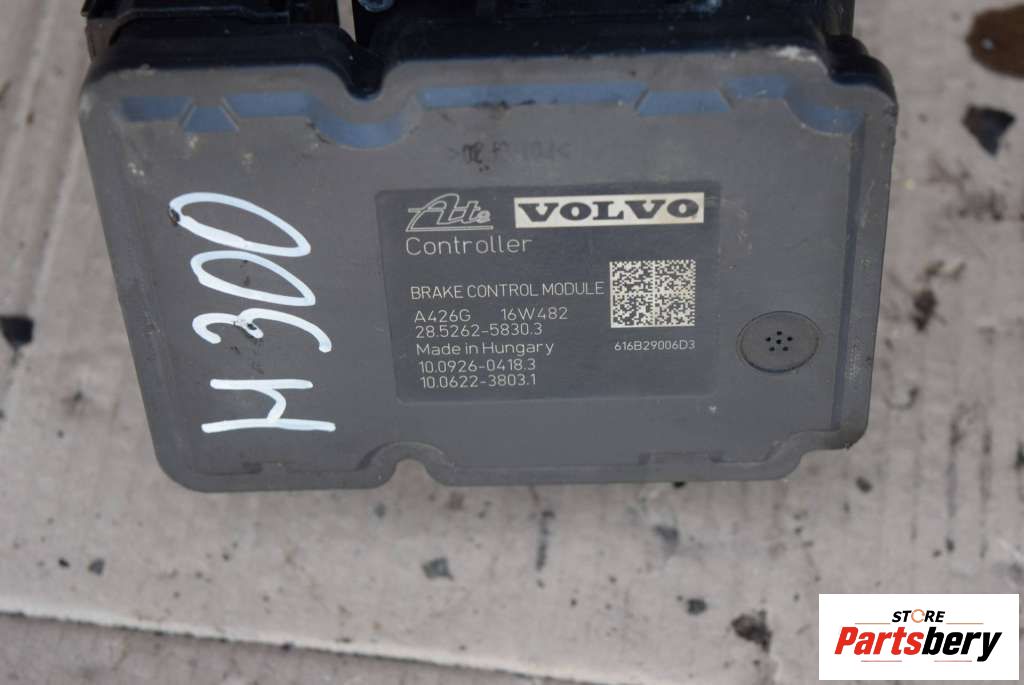 Ate VOLVO
Controller
BRAKE CONTROL MODULE
A426G 16W482
28.5262-5830.3
Made in Hungary
10.0926-0418.3
10.0622-3803.1
616B29006D3
H 300
STORE
Partsbery